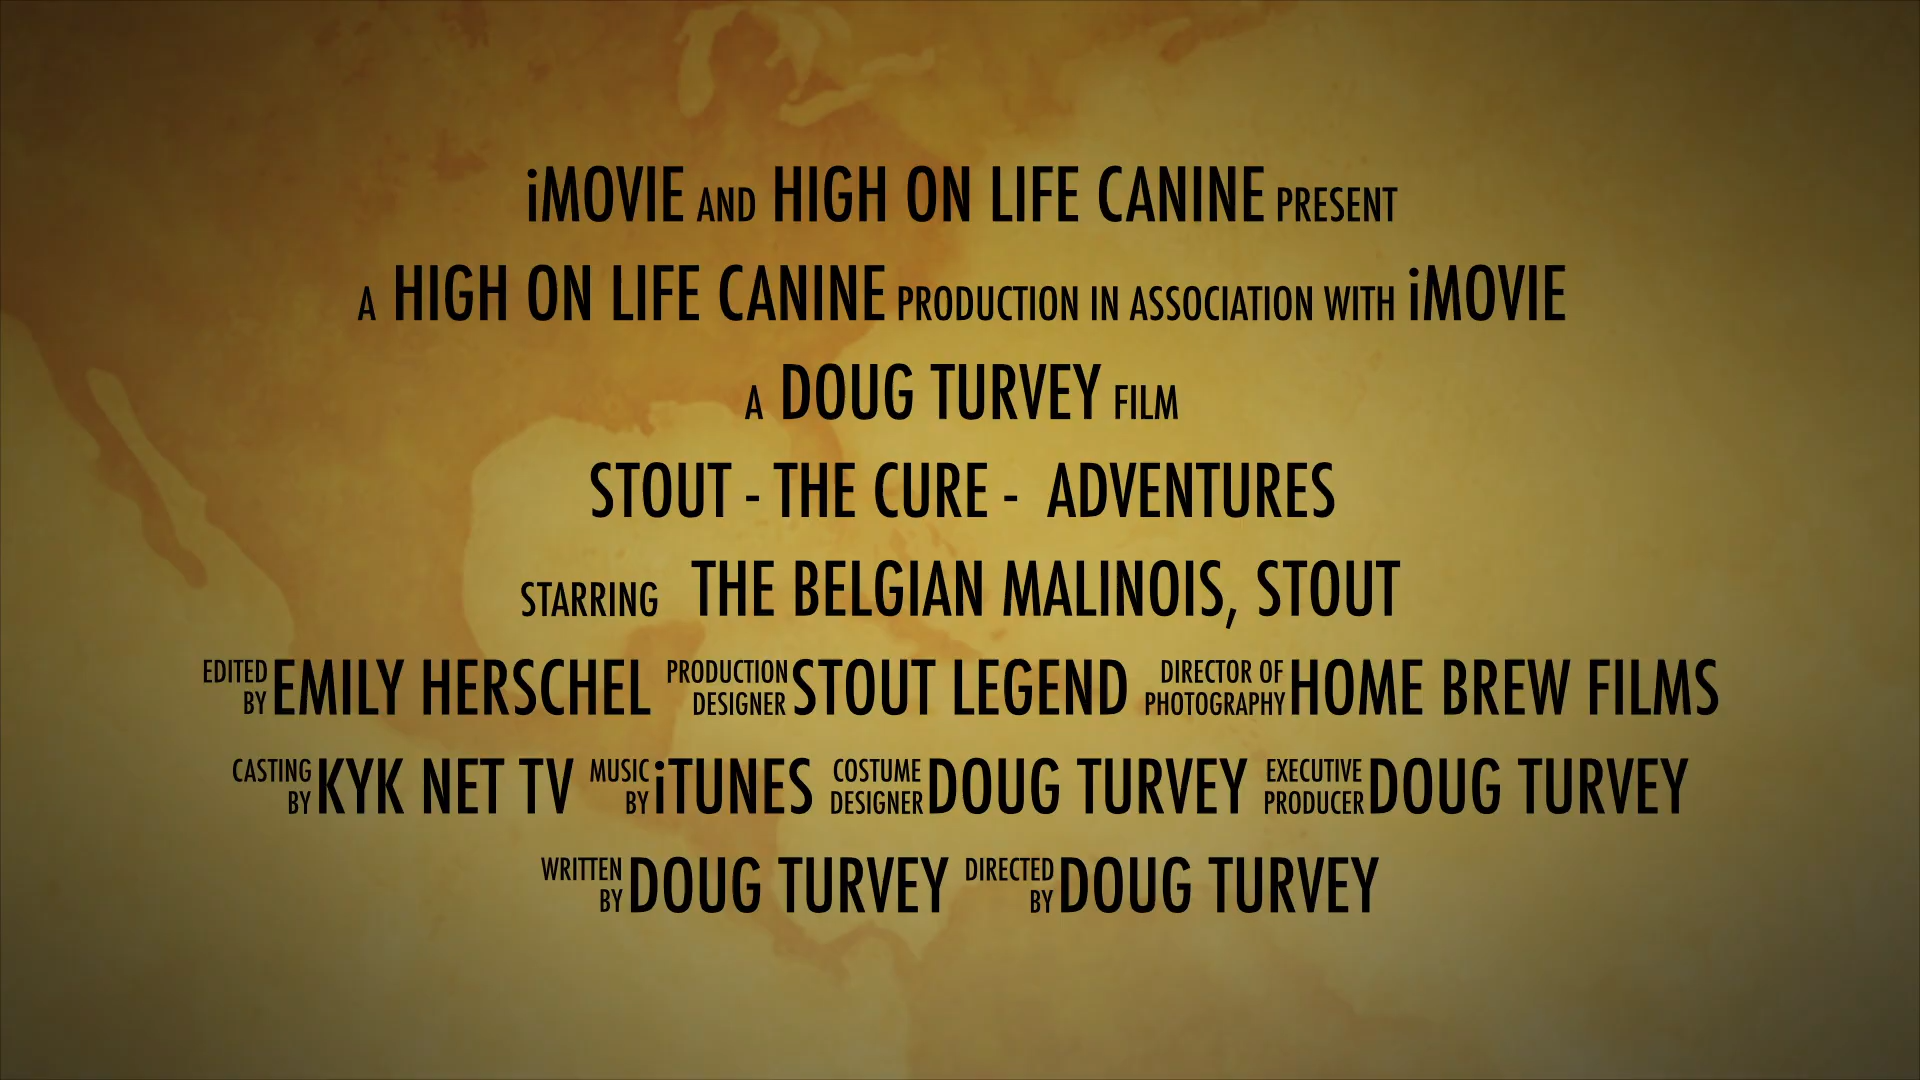 iMOVIE AND HIGH ON LIFE CANINE PRESENT
A HIGH ON LIFE CANINE PRODUCTION IN ASSOCIATION WITH iMOVIE
A DOUG TURVEY FILM
STOUT - THE CURE - ADVENTURES
STARRING THE BELGIAN MALINOIS, STOUT
EDITED BY EMILY HERSCHEL PRODUCTION DESIGNER STOUT LEGEND DIRECTOR OF PHOTOGRAPHY HOME BREW FILMS
CASTING BY KYK NET TV MUSIC BY iTUNES COSTUME DESIGNER DOUG TURVEY EXECUTIVE PRODUCER DOUG TURVEY
WRITTEN BY DOUG TURVEY DIRECTED BY DOUG TURVEY